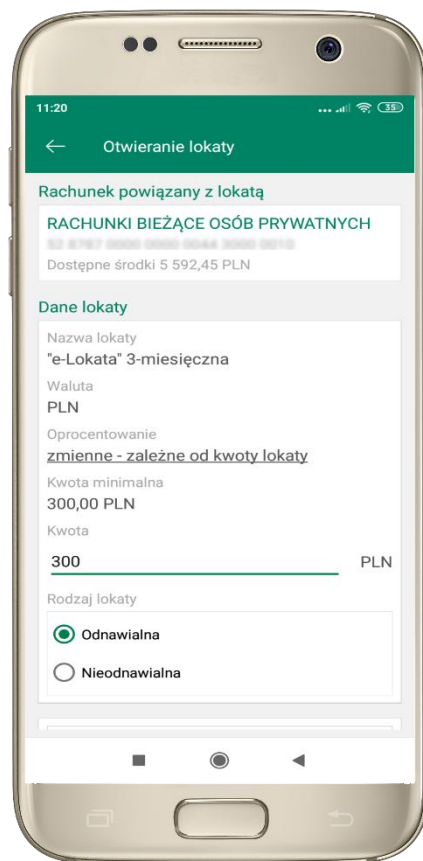 11:20
35
Otwieranie lokaty
Rachunek powiązany z lokatą
RACHUNKI BIEŻĄCE OSÓB PRYWATNYCH
Dostępne środki 5 592,45 PLN
Dane lokaty
Nazwa lokaty
"e-Lokata" 3-miesięczna
Waluta
PLN
Oprocentowanie
zmienne - zależne od kwoty lokaty
Kwota minimalna
300,00 PLN
Kwota
300 PLN
Rodzaj lokaty
Odnawialna
Nieodnawialna